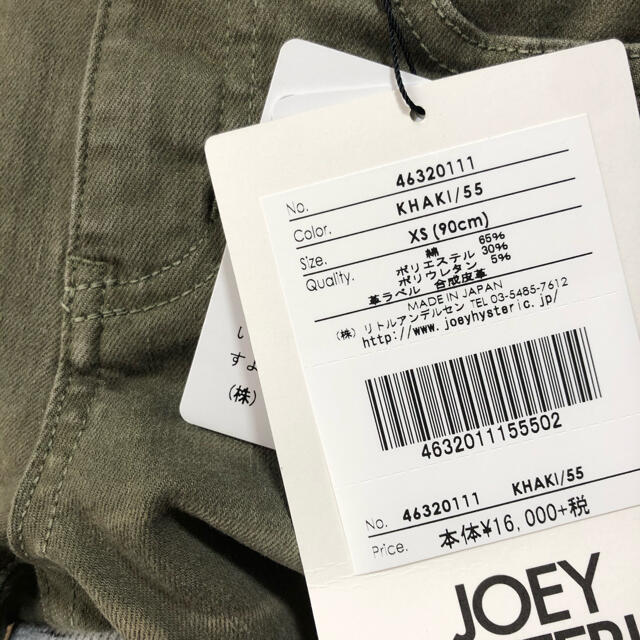 No. 46320111
Color. KHAKI/55
Size. XS (90cm)
Quality. 綿 65%
ポリエステル 30%
ポリウレタン 5%
革ラベル 合成皮革
MADE IN JAPAN
(株) リトルアンデルセン TEL 03-5485-7612
http://www.joeyhysteric.jp/
4632011155502
No. 46320111 KHAKI/55
Price. 本体¥16,000+税
JOEY
い
すよ
(株)